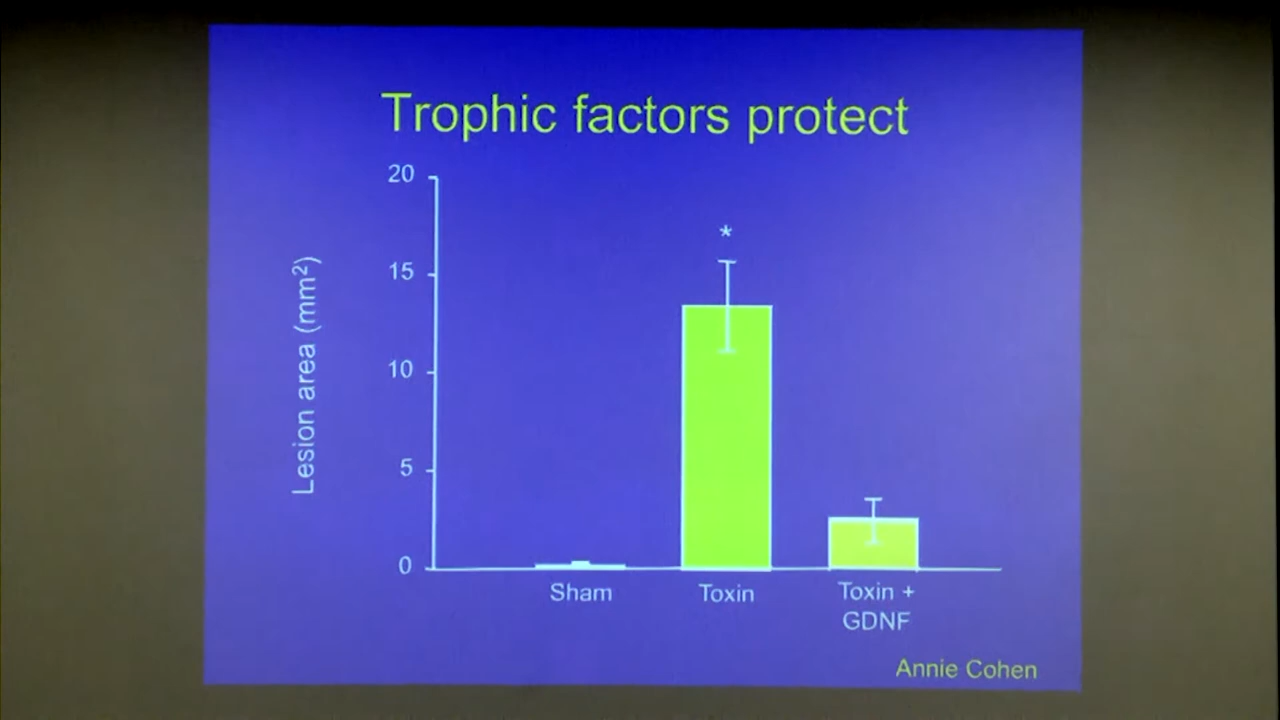 Trophic factors protect
20
15
10
5
0
Lesion area (mm²)
*
Sham
Toxin
Toxin +
GDNF
Annie Cohen